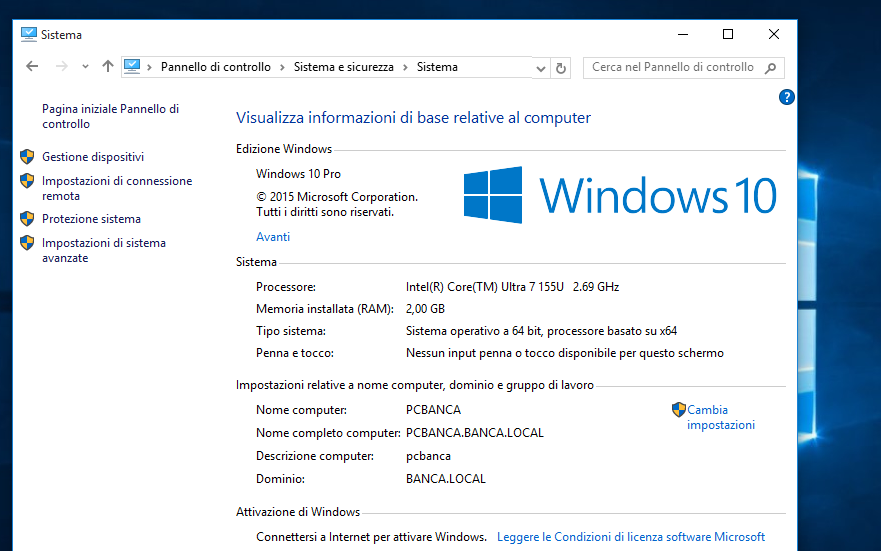 Sistema
Pannello di controllo > Sistema e sicurezza > Sistema
Cerca nel Pannello di controllo
Pagina iniziale Pannello di
controllo
Gestione dispositivi
Impostazioni di connessione
remota
Protezione sistema
Impostazioni di sistema
avanzate
?
Visualizza informazioni di base relative al computer
Edizione Windows
Windows 10 Pro
© 2015 Microsoft Corporation.
Tutti i diritti sono riservati.
Avanti
Windows 10
Sistema
Processore: Intel(R) Core(TM) Ultra 7 155U 2.69 GHz
Memoria installata (RAM): 2,00 GB
Tipo sistema: Sistema operativo a 64 bit, processore basato su x64
Penna e tocco: Nessun input penna o tocco disponibile per questo schermo
Impostazioni relative a nome computer, dominio e gruppo di lavoro
Nome computer: PCBANCA
Cambia
impostazioni
Nome completo computer: PCBANCA.BANCA.LOCAL
Descrizione computer: pcbanca
Dominio: BANCA.LOCAL
Attivazione di Windows
Connettersi a Internet per attivare Windows. Leggere le Condizioni di licenza software Microsoft